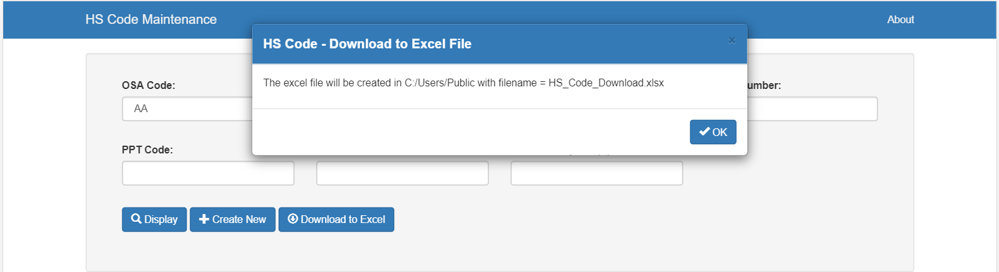 HS Code Maintenance
About
HS Code - Download to Excel File
×
The excel file will be created in C:/Users/Public with filename = HS_Code_Download.xlsx
OK
OSA Code:
umber:
AA
PPT Code:
Display
Create New
Download to Excel